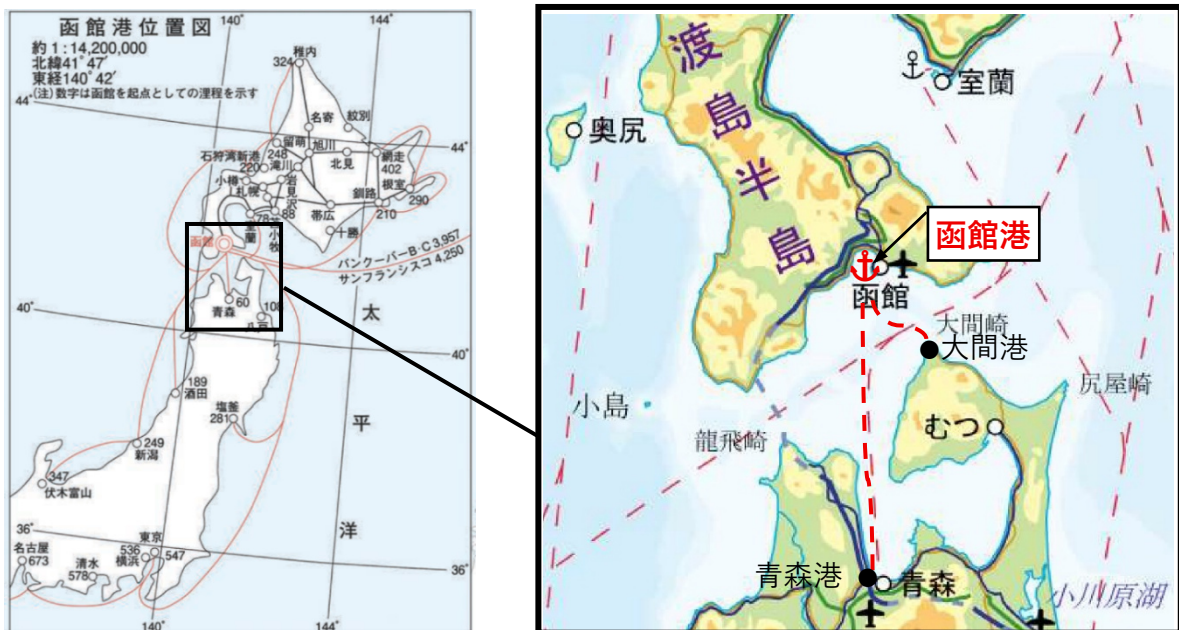 函館港位置図
約1:14,200,000
北緯41°47′
東経140°42′
(注)数字は函館を起点としての浬程を示す
140°
144°
44°
44°
稚内
324
名寄
紋別
留萌
248
旭川
石狩湾新港
220
滝川
北見
網走
402
小樽
札幌
岩見沢
釧路
根室
290
210
帯広
78
室蘭
88
苫小牧
十勝
函館
バンクーバーB・C 3,957
サンフランシスコ 4,250
60
青森
108
八戸
40°
40°
太平洋
189
酒田
塩釜
281
249
新潟
347
伏木富山
36°
36°
名古屋
673
清水
578
536
横浜
東京
547
140°
144°
渡島半島
室蘭
奥尻
函館港
函館
大間崎
大間港
尻屋崎
小島
龍飛崎
むつ
青森港
青森
小川原湖